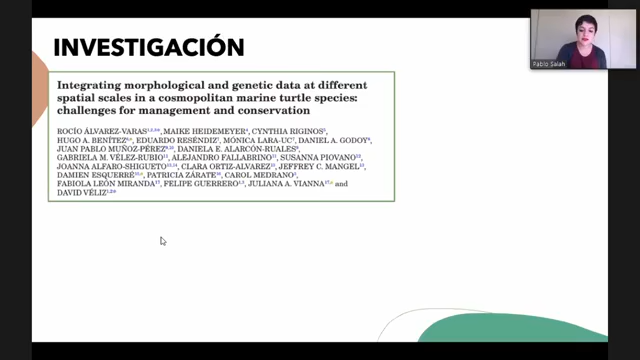 INVESTIGACIÓN
Integrating morphological and genetic data at different
spatial scales in a cosmopolitan marine turtle species:
challenges for management and conservation
ROCÍO ÁLVAREZ-VARAS, MAIKE HEIDEMEYER, CYNTHIA RIGINOS,
HUGO A. BENÍTEZ, EDUARDO RESÉNDIZ, MÓNICA LARA-UC, DANIEL A. GODOY,
JUAN PABLO MUÑOZ-PÉREZ, DANIELA E. ALARCÓN-RUALES,
GABRIELA M. VÉLEZ-RUBIO, ALEJANDRO FALLABRINO, SUSANNA PIOVANO,
JOANNA ALFARO-SHIGUETO, CLARA ORTIZ-ALVAREZ, JEFFREY C. MANGEL,
DAMIEN ESQUERRÉ, PATRICIA ZÁRATE, CAROL MEDRANO,
FABIOLA LEÓN MIRANDA, FELIPE GUERRERO, JULIANA A. VIANNA and
DAVID VÉLIZ
Pablo Salah